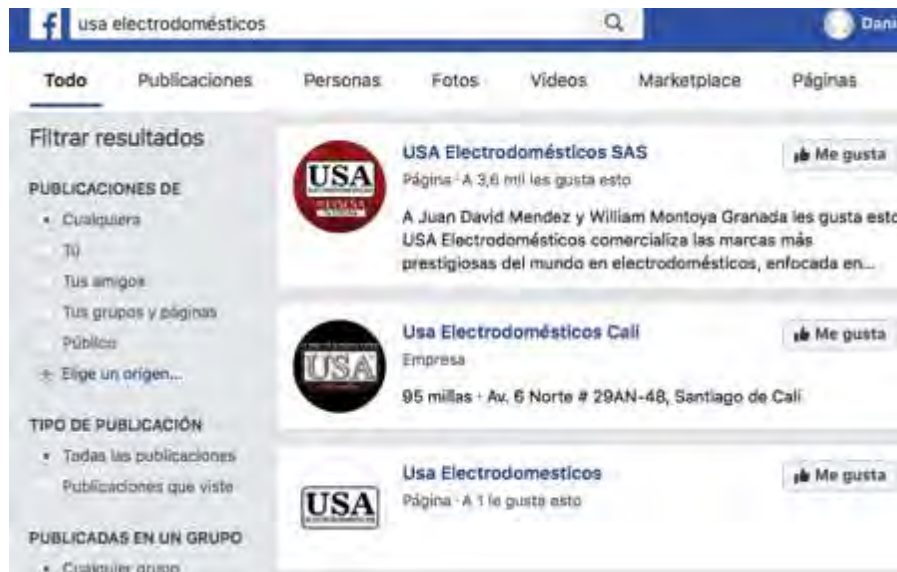 f usa electrodomésticos
Todo Publicaciones Personas Fotos Videos Marketplace Páginas
Filtrar resultados
PUBLICACIONES DE
Cualquiera
Tú
Tus amigos
Tus grupos y páginas
Público
+ Elige un origen...
TIPO DE PUBLICACIÓN
Todas las publicaciones
Publicaciones que viste
PUBLICADAS EN UN GRUPO
Cualquier grupo
USA
USA Electrodomésticos SAS
Me gusta
Página · A 3,6 mil les gusta esto
A Juan David Mendez y William Montoya Granada les gusta esto
USA Electrodomésticos comercializa las marcas más
prestigiosas del mundo en electrodomésticos, enfocada en...
USA
Usa Electrodomésticos Cali
Me gusta
Empresa
95 millas · Av. 6 Norte # 29AN-48, Santiago de Cali
USA
Usa Electrodomesticos
Me gusta
Página · A 1 le gusta esto